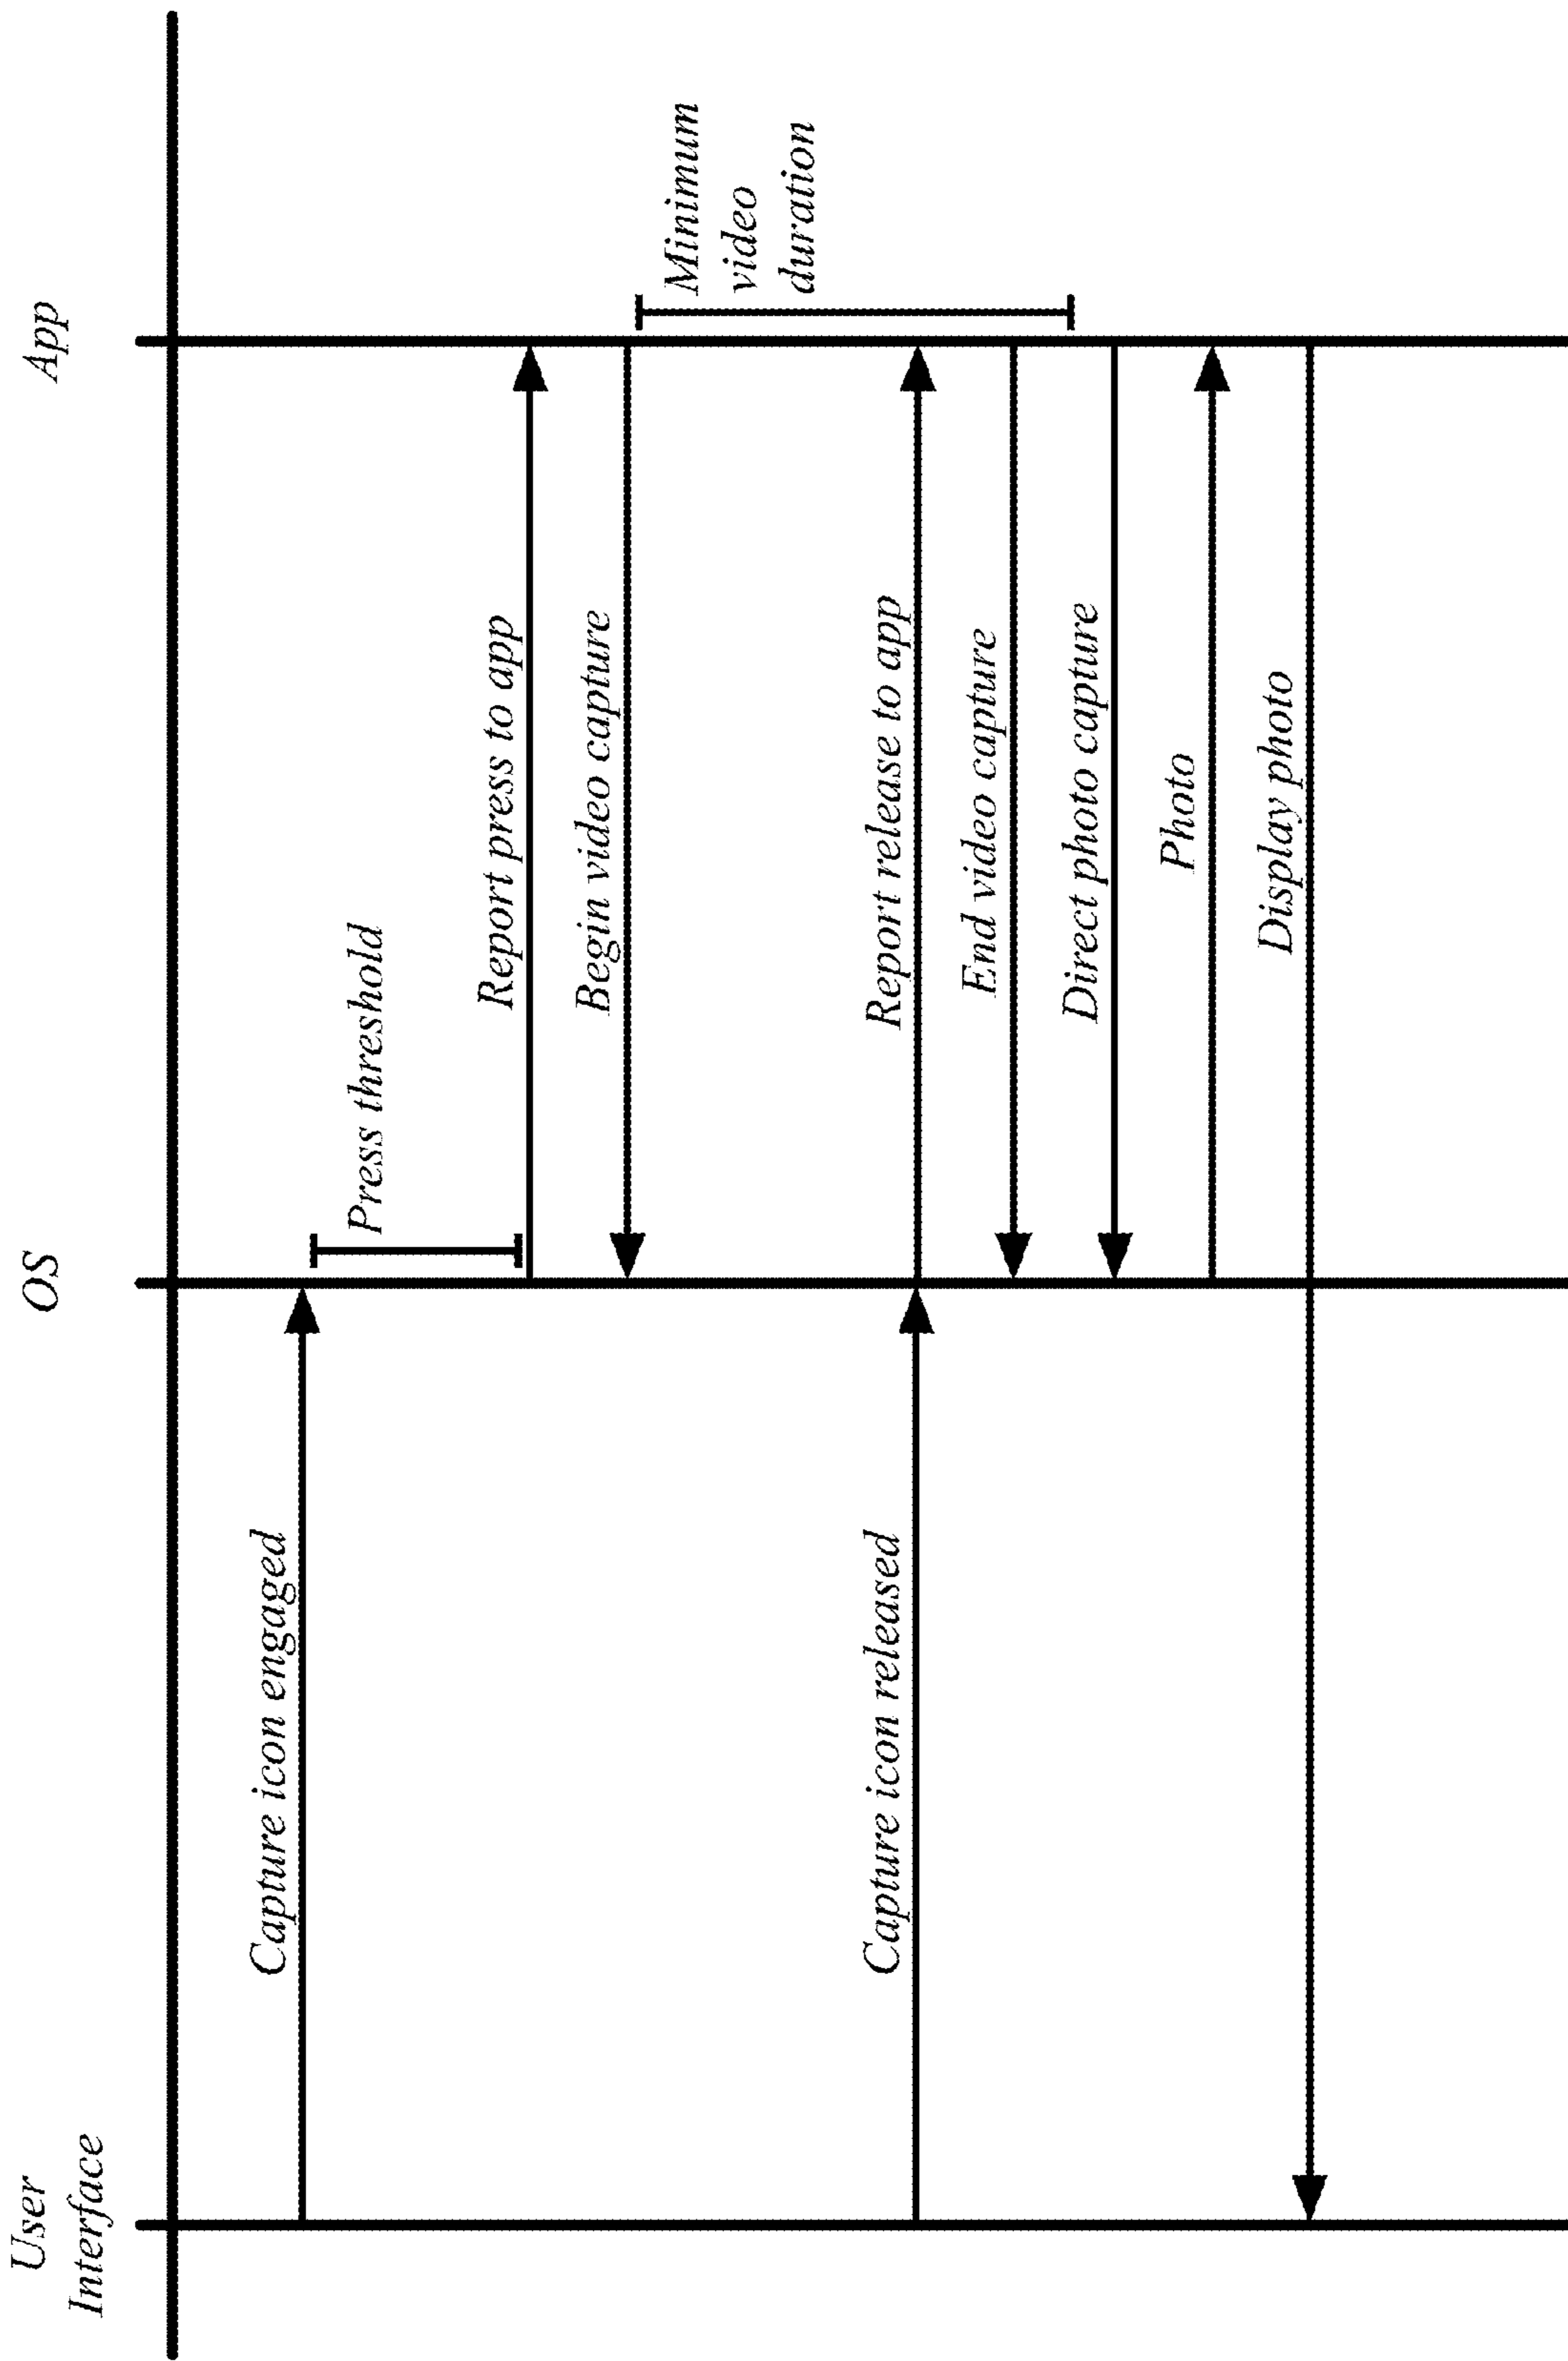 User
Interface
OS
App
Capture icon engaged
Press threshold
Report press to app
Begin video capture
Minimum
video
duration
Capture icon released
Report release to app
End video capture
Direct photo capture
Photo
Display photo